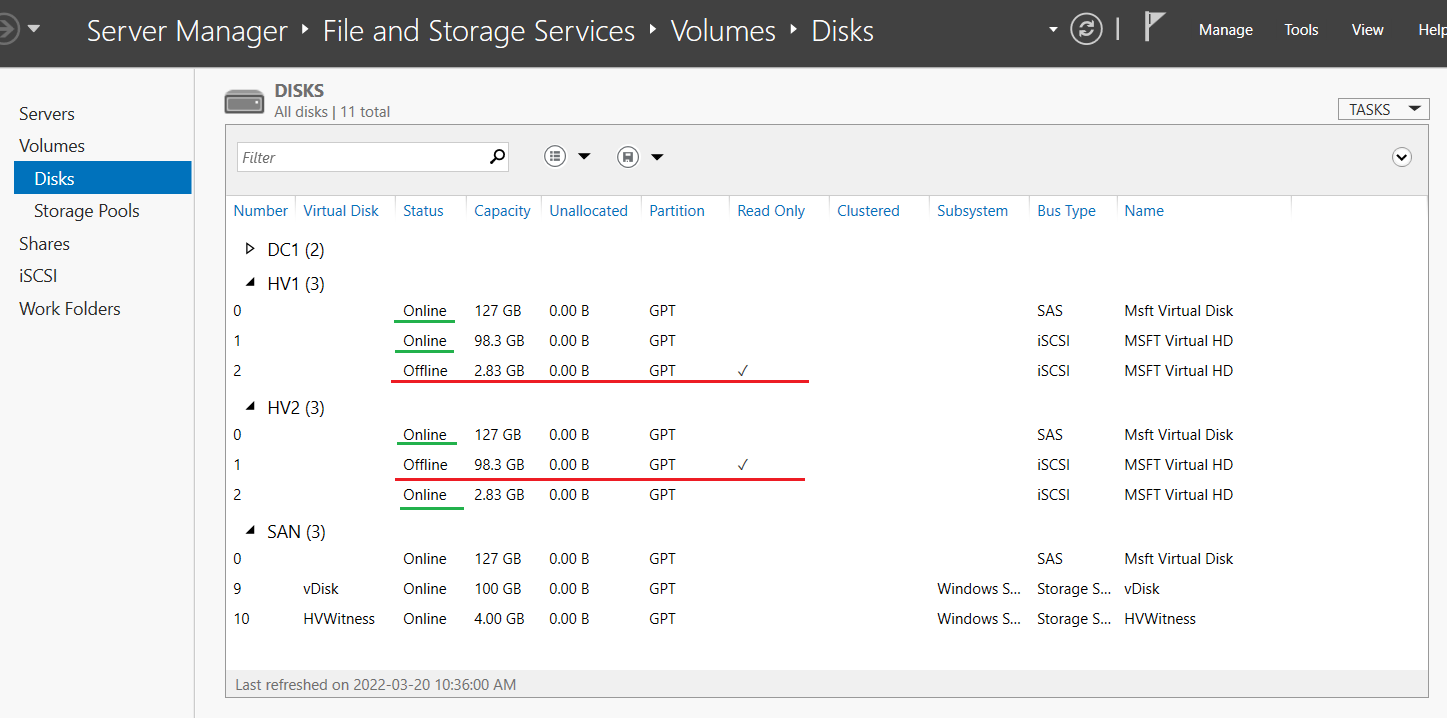 Server Manager ‣ File and Storage Services ‣ Volumes ‣ Disks
Manage Tools View Help
Servers
Volumes
Disks
Storage Pools
Shares
iSCSI
Work Folders
DISKS
All disks | 11 total
TASKS
Filter
Number Virtual Disk Status Capacity Unallocated Partition Read Only Clustered Subsystem Bus Type Name
DC1 (2)
HV1 (3)
0 Online 127 GB 0.00 B GPT SAS Msft Virtual Disk
1 Online 98.3 GB 0.00 B GPT iSCSI MSFT Virtual HD
2 Offline 2.83 GB 0.00 B GPT ✓ iSCSI MSFT Virtual HD
HV2 (3)
0 Online 127 GB 0.00 B GPT SAS Msft Virtual Disk
1 Offline 98.3 GB 0.00 B GPT ✓ iSCSI MSFT Virtual HD
2 Online 2.83 GB 0.00 B GPT iSCSI MSFT Virtual HD
SAN (3)
0 Online 127 GB 0.00 B GPT SAS Msft Virtual Disk
9 vDisk Online 100 GB 0.00 B GPT Windows S... Storage S... vDisk
10 HVWitness Online 4.00 GB 0.00 B GPT Windows S... Storage S... HVWitness
Last refreshed on 2022-03-20 10:36:00 AM